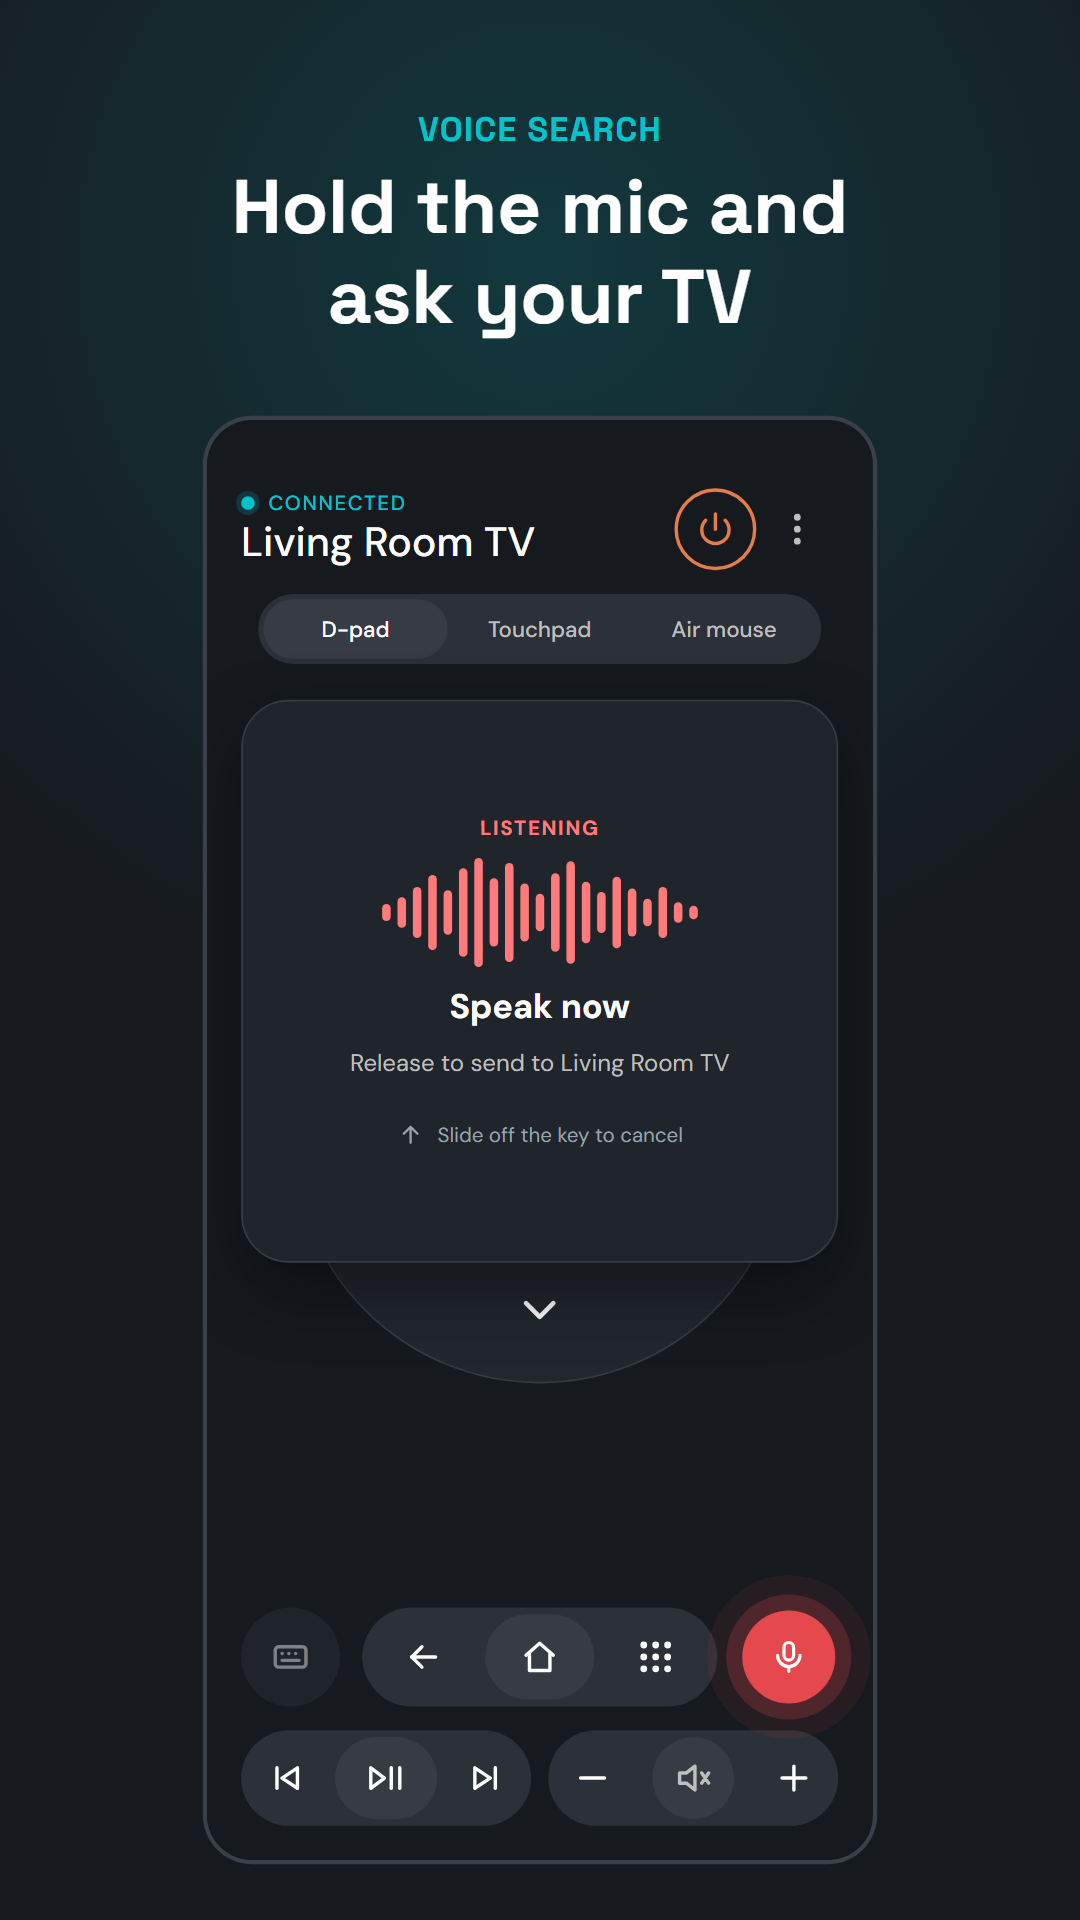 VOICE SEARCH
Hold the mic and
ask your TV
CONNECTED
Living Room TV
D-pad
Touchpad
Air mouse
LISTENING
Speak now
Release to send to Living Room TV
Slide off the key to cancel